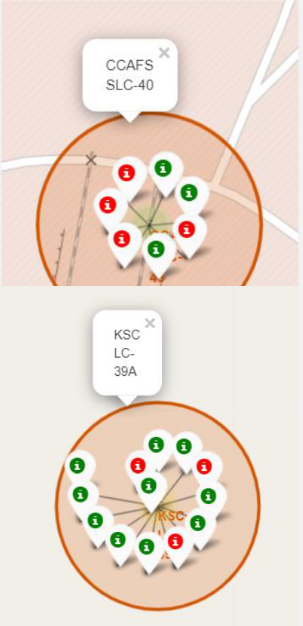 CCAFS
SLC-40
×
KSC
LC-
39A
×
KSC